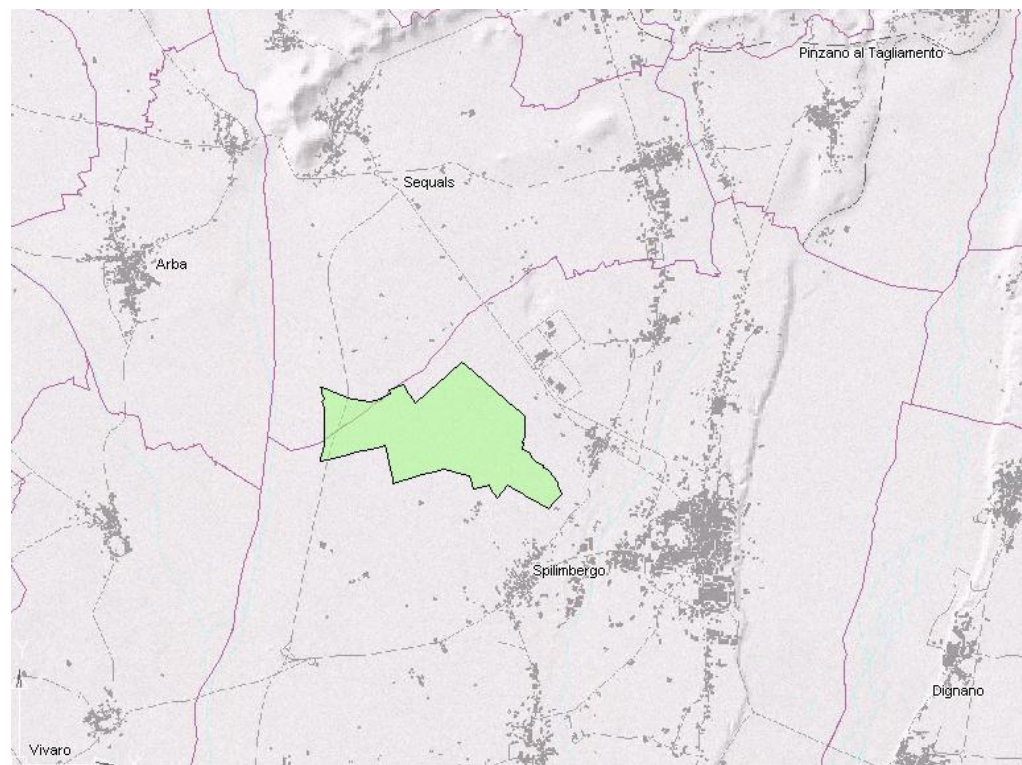 Pinzano al Tagliamento
Sequals
Arba
Spilimbergo
Dignano
Vivaro